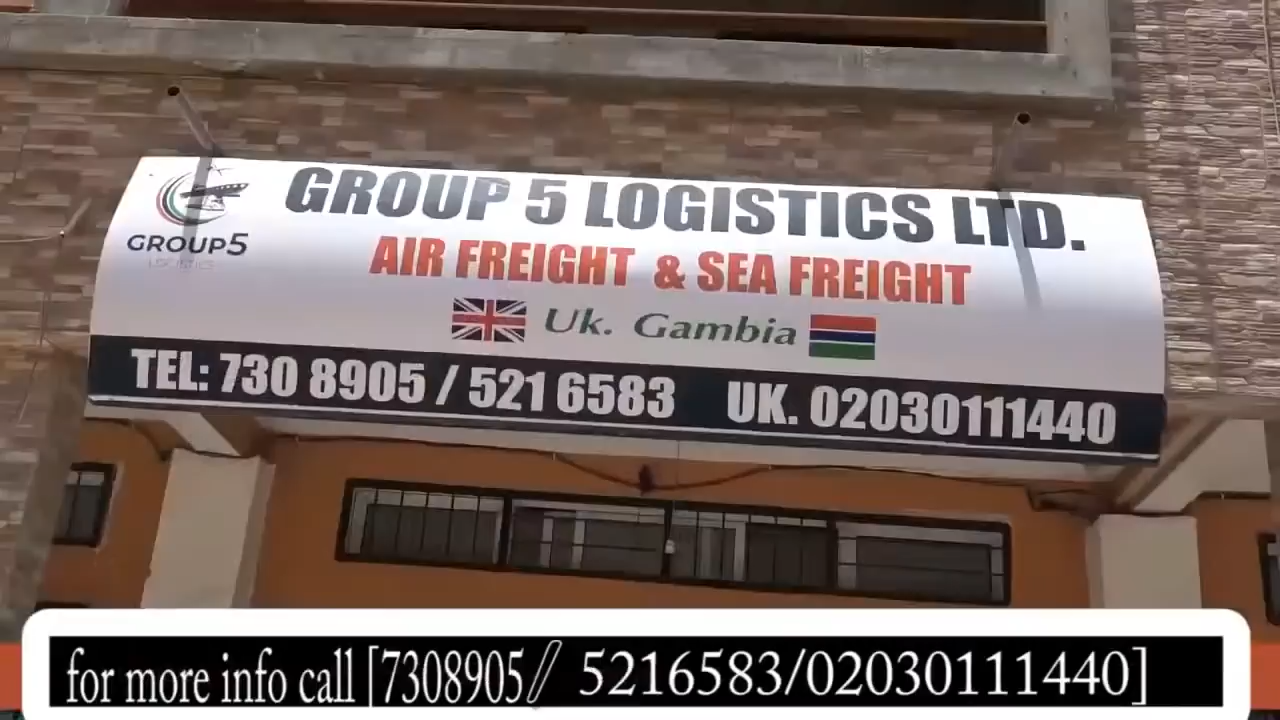 GROUP 5 LOGISTICS LTD.
GROUP5
LOGISTICS
AIR FREIGHT & SEA FREIGHT
Uk. Gambia
TEL: 730 8905 / 521 6583 UK. 02030111440
for more info call [7308905// 5216583/02030111440]